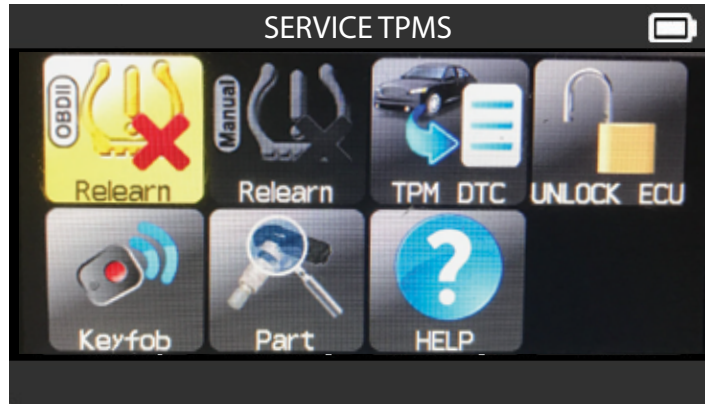 SERVICE TPMS
OBDII
Manual
Relearn
Relearn
TPM DTC
UNLOCK ECU
?
Keyfob
Part
HELP